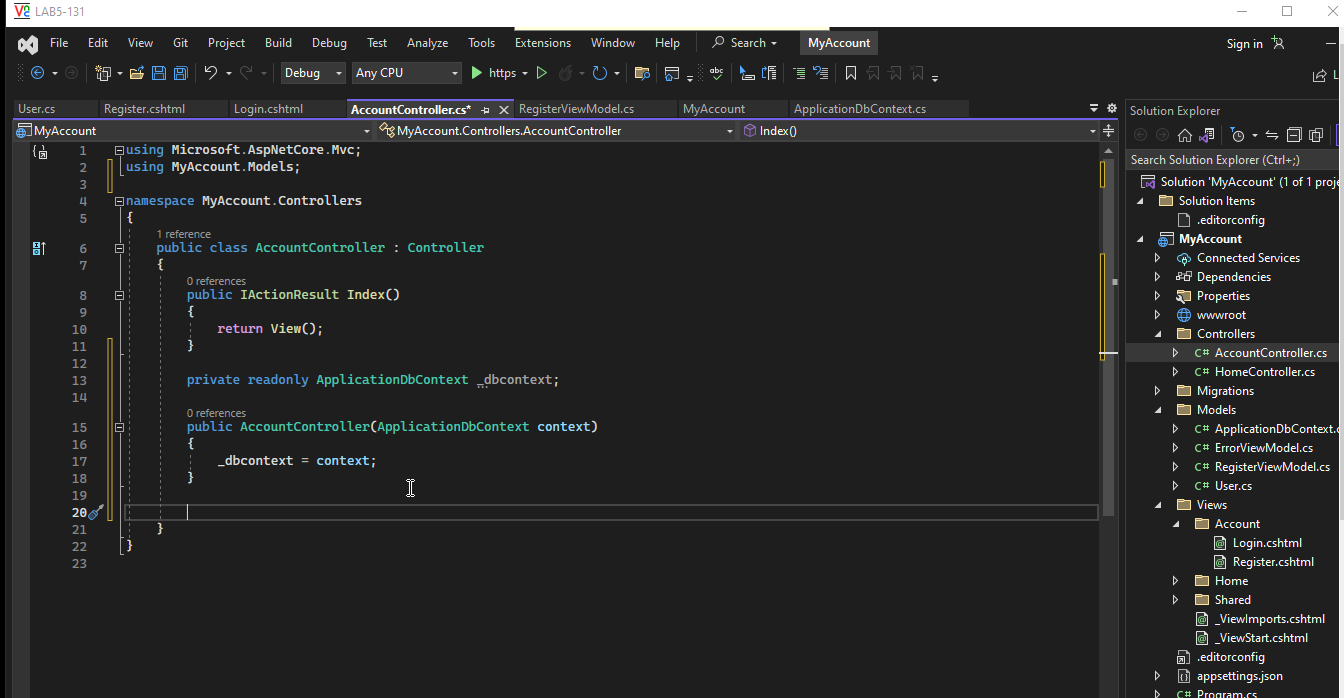 LAB5-131
File Edit View Git Project Build Debug Test Analyze Tools Extensions Window Help Search MyAccount Sign in
Debug Any CPU https
User.cs Register.cshtml Login.cshtml AccountController.cs* RegisterViewModel.cs MyAccount ApplicationDbContext.cs
MyAccount MyAccount.Controllers.AccountController Index()
1 using Microsoft.AspNetCore.Mvc;
2 using MyAccount.Models;
3
4 namespace MyAccount.Controllers
5 {
1 reference
6 public class AccountController : Controller
7 {
0 references
8 public IActionResult Index()
9 {
10 return View();
11 }
12
13 private readonly ApplicationDbContext _dbcontext;
14
0 references
15 public AccountController(ApplicationDbContext context)
16 {
17 _dbcontext = context;
18 }
19
20
21 }
22 }
23
Solution Explorer
Search Solution Explorer (Ctrl+;)
Solution 'MyAccount' (1 of 1 proje
Solution Items
.editorconfig
MyAccount
Connected Services
Dependencies
Properties
wwwroot
Controllers
C# AccountController.cs
C# HomeController.cs
Migrations
Models
C# ApplicationDbContext.c
C# ErrorViewModel.cs
C# RegisterViewModel.cs
C# User.cs
Views
Account
Login.cshtml
Register.cshtml
Home
Shared
_ViewImports.cshtml
_ViewStart.cshtml
.editorconfig
appsettings.json
C# Program.cs